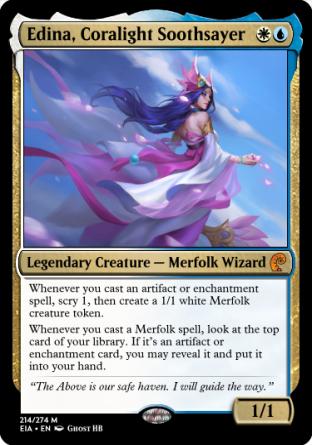 Edina, Coralight Soothsayer
Legendary Creature — Merfolk Wizard
Whenever you cast an artifact or enchantment
spell, scry 1, then create a 1/1 white Merfolk
creature token.
Whenever you cast a Merfolk spell, look at the top
card of your library. If it's an artifact or
enchantment card, you may reveal it and put it
into your hand.
“The Above is our safe haven. I will guide the way.”
1/1
214/274 M
EIA • EN Ghost HB